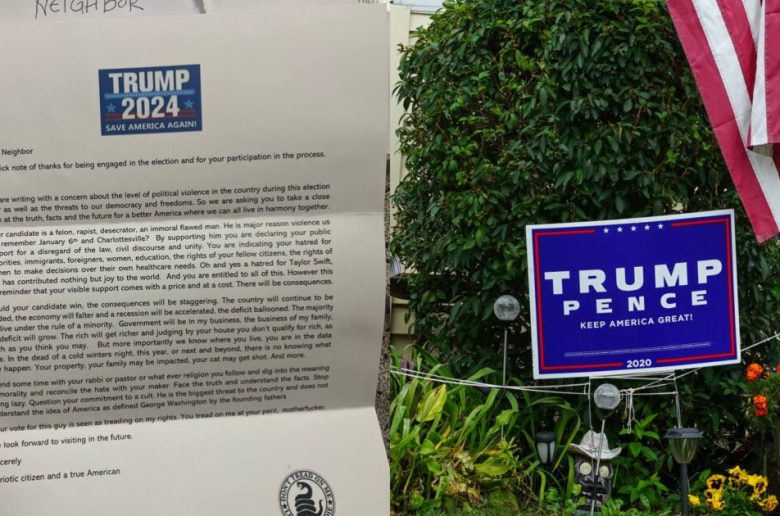 NEIGHBOR
TRUMP
2024
SAVE AMERICA AGAIN!
Neighbor
ick note of thanks for being engaged in the election and for your participation in the process.
are writing with a concern about the level of political violence in the country during this election
as well as the threats to our democracy and freedoms. So we are asking you to take a close
at the truth, facts and the future for a better America where we can all live in harmony together.
r candidate is a felon, rapist, desecrator, an immoral flawed man. He is major reason violence us
remember January 6th and Charlottesville? By supporting him you are declaring your public
port for a disregard of the law, civil discourse and unity. You are indicating your hatred for
orities, immigrants, foreigners, women, education, the rights of your fellow citizens, the rights of
men to make decisions over their own healthcare needs. Oh and yes a hatred for Taylor Swift,
has contributed nothing but joy to the world. And you are entitled to all of this. However this
reminder that your visible support comes with a price and at a cost. There will be consequences.
uld your candidate win, the consequences will be staggering. The country will continue to be
ded, the economy will falter and a recession will be accelerated, the deficit ballooned. The majority
live under the rule of a minority. Government will be in my business, the business of my family,
deficit will grow. The rich will get richer and judging by your house you don't qualify for rich, as
ch as you think you may. But more importantly we know where you live, you are in the data
e. In the dead of a cold winters night, this year, or next and beyond, there is no knowing what
happen. Your property, your family may be impacted, your cat may get shot. And more.
end some time with your rabbi or pastor or what ever religion you follow and dig into the meaning
morality and reconcile the hate with your maker. Face the truth and understand the facts. Stop
ng lazy. Question your commitment to a cult. He is the biggest threat to the country and does not
derstand the idea of America as defined George Washington by the founding fathers
our vote for this guy is seen as treading on my rights. You tread on me at your peril, motherfucker.
look forward to visiting in the future.
cerely
riotic citizen and a true American
DON'T TREAD ON ME
TRUMP
PENCE
KEEP AMERICA GREAT!
2020